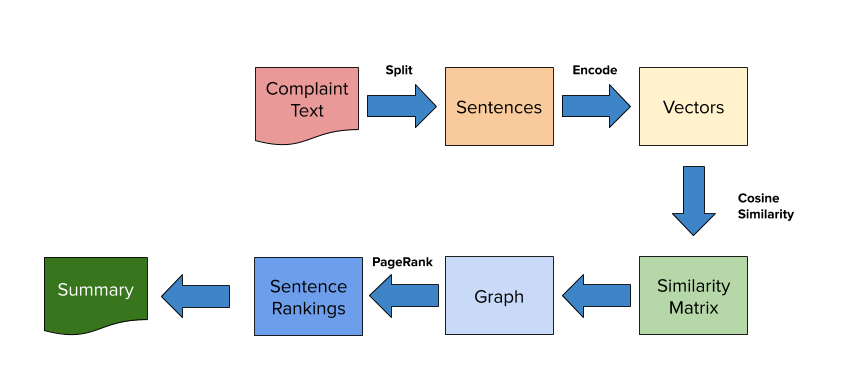 Split
Encode
Complaint
Text
Sentences
Vectors
Cosine
Similarity
PageRank
Summary
Sentence
Rankings
Graph
Similarity
Matrix